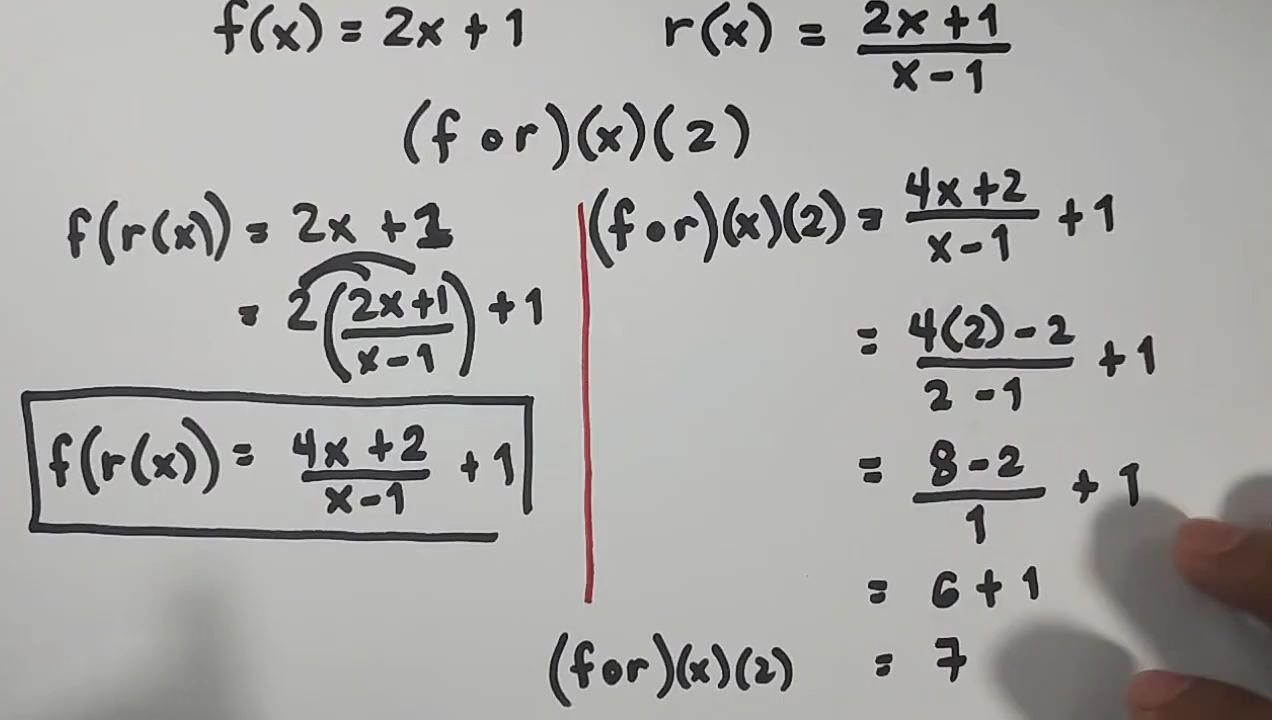 f(x) = 2x + 1
r(x) = (2x+1)/(x-1)
(f o r)(x)(2)
f(r(x)) = 2x + 1
= 2((2x+1)/(x-1)) + 1
f(r(x)) = (4x+2)/(x-1) + 1
(f o r)(x)(2) = (4x+2)/(x-1) + 1
= (4(2)-2)/(2-1) + 1
= (8-2)/1 + 1
= 6 + 1
(f o r)(x)(2) = 7